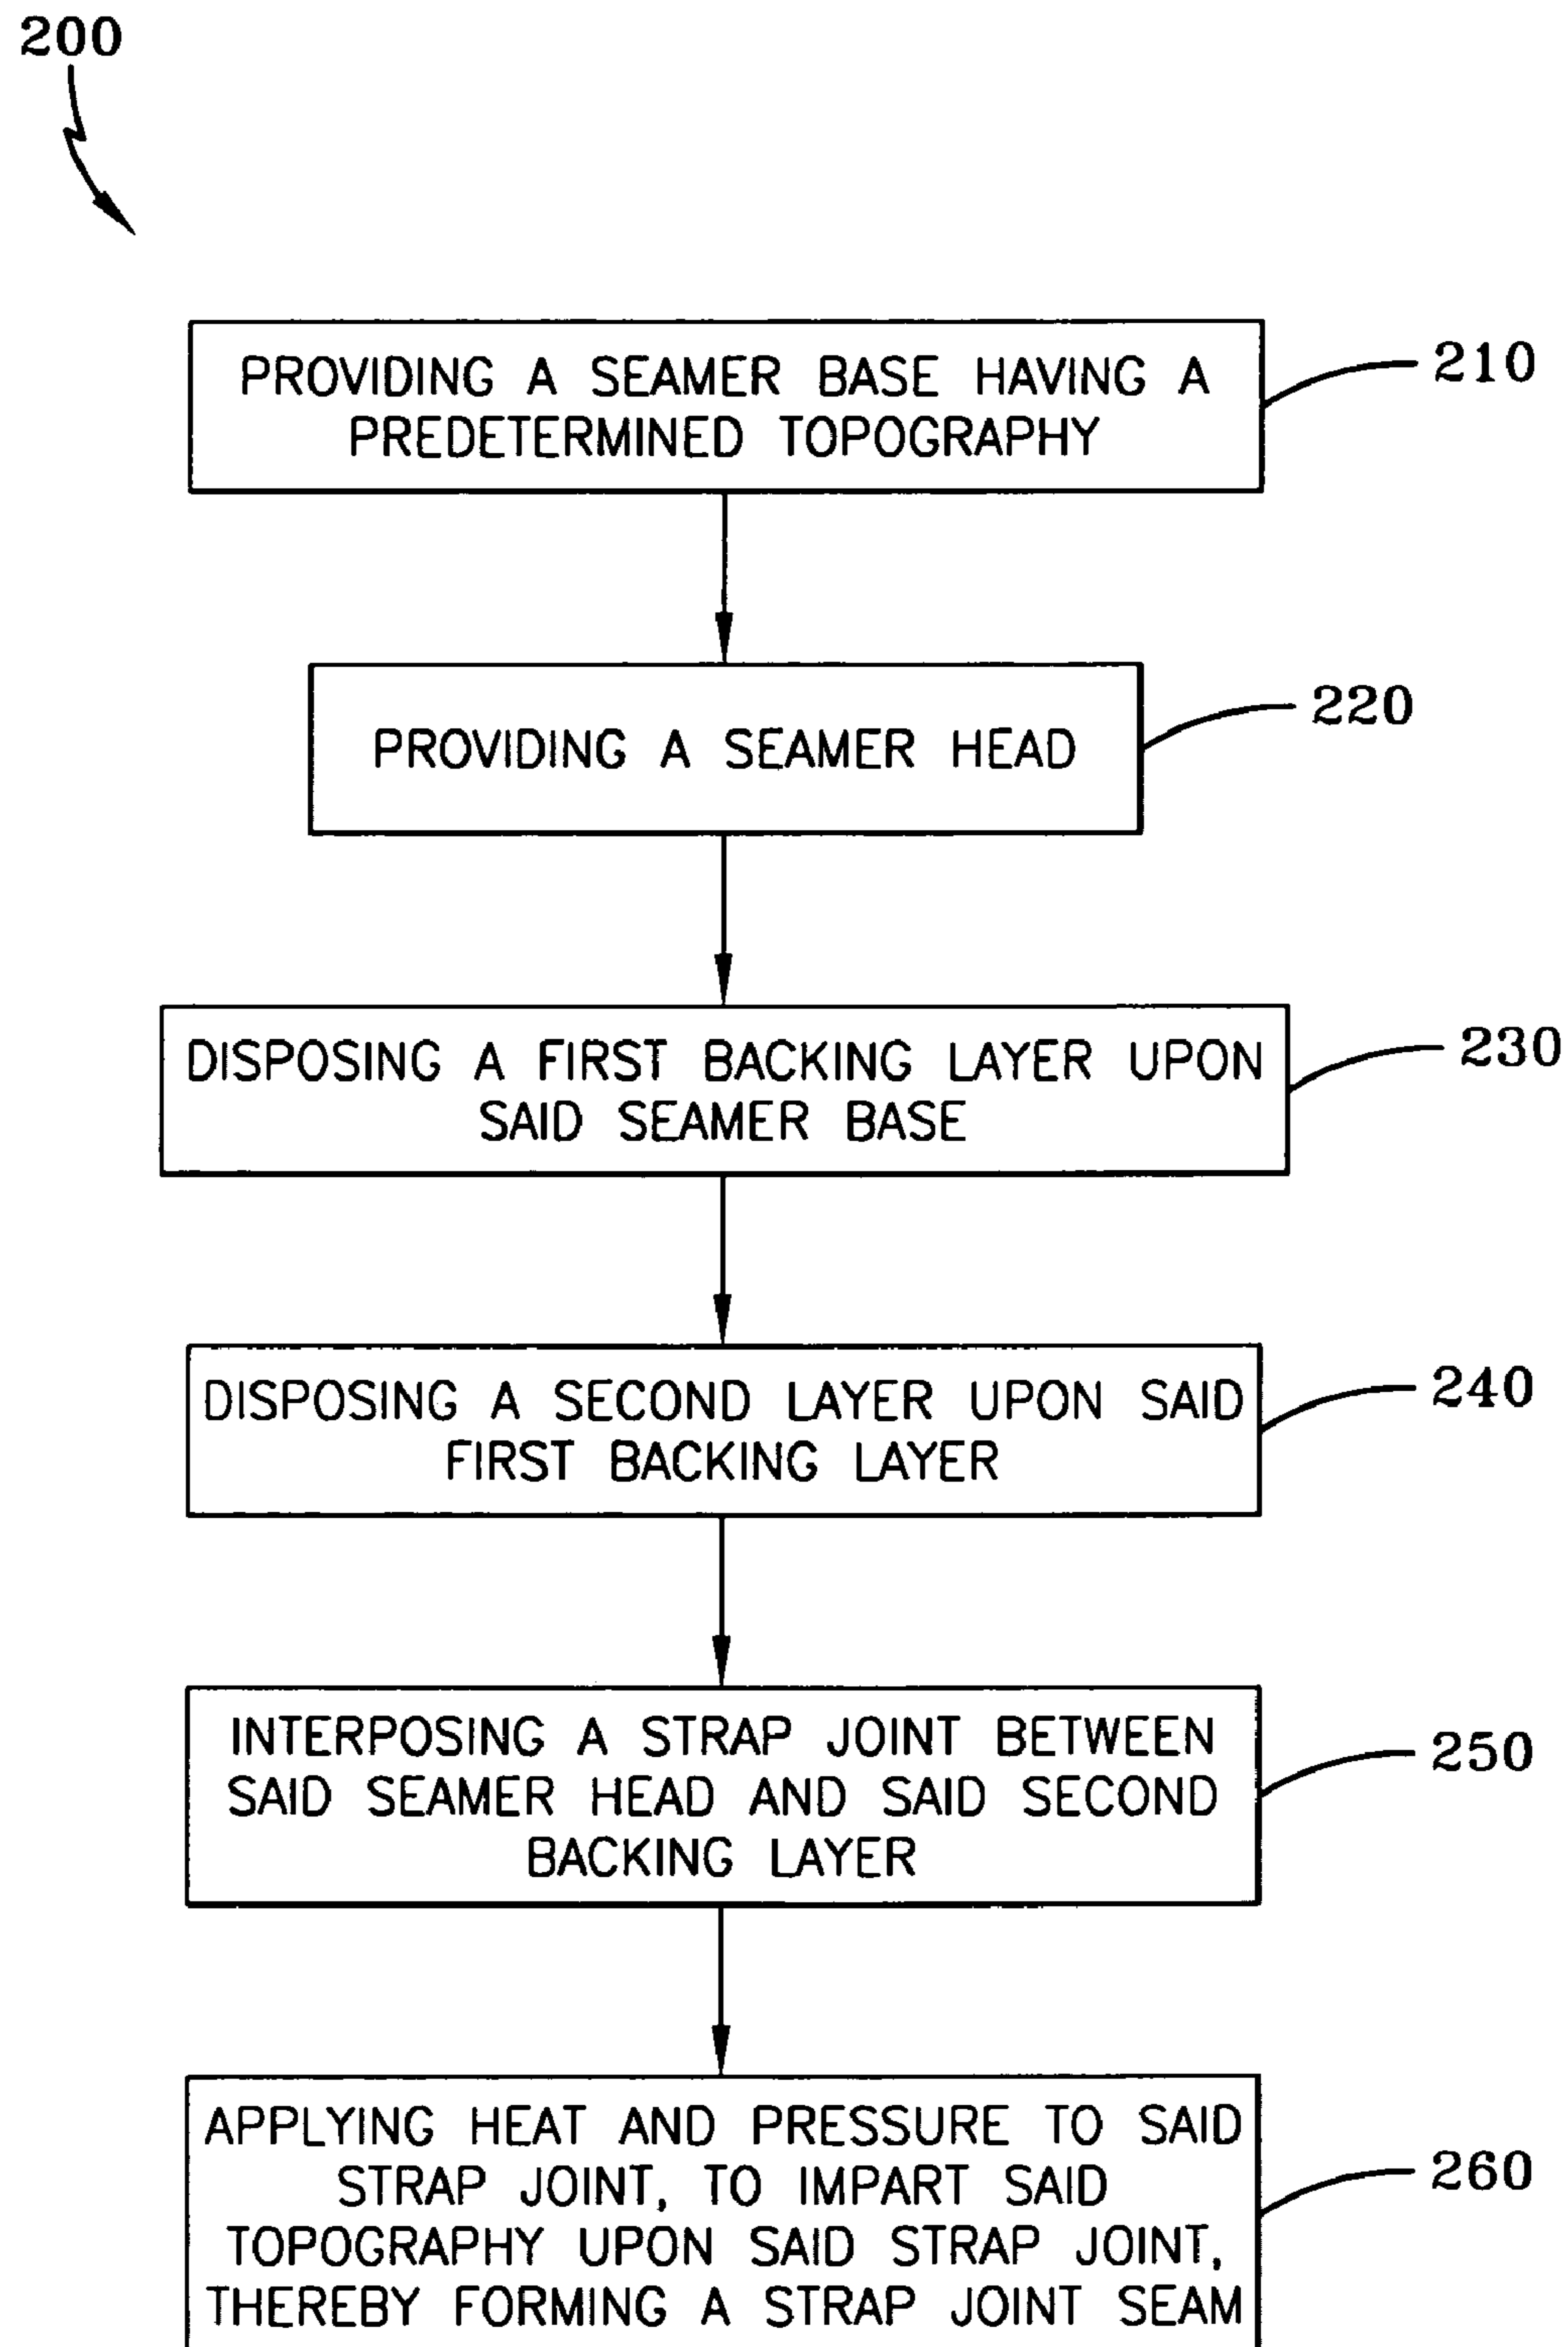 200
PROVIDING A SEAMER BASE HAVING A
PREDETERMINED TOPOGRAPHY
210
PROVIDING A SEAMER HEAD
220
DISPOSING A FIRST BACKING LAYER UPON
SAID SEAMER BASE
230
DISPOSING A SECOND LAYER UPON SAID
FIRST BACKING LAYER
240
INTERPOSING A STRAP JOINT BETWEEN
SAID SEAMER HEAD AND SAID SECOND
BACKING LAYER
250
APPLYING HEAT AND PRESSURE TO SAID
STRAP JOINT, TO IMPART SAID
TOPOGRAPHY UPON SAID STRAP JOINT,
THEREBY FORMING A STRAP JOINT SEAM
260